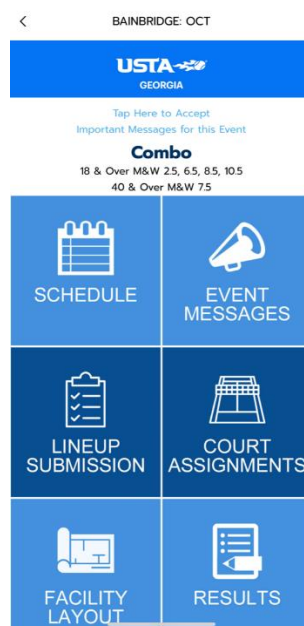 BAINBRIDGE: OCT
USTA
GEORGIA
Tap Here to Accept
Important Messages for this Event
Combo
18 & Over M&W 2.5, 6.5, 8.5, 10.5
40 & Over M&W 7.5
SCHEDULE
EVENT
MESSAGES
LINEUP
SUBMISSION
COURT
ASSIGNMENTS
FACILITY
LAYOUT
RESULTS